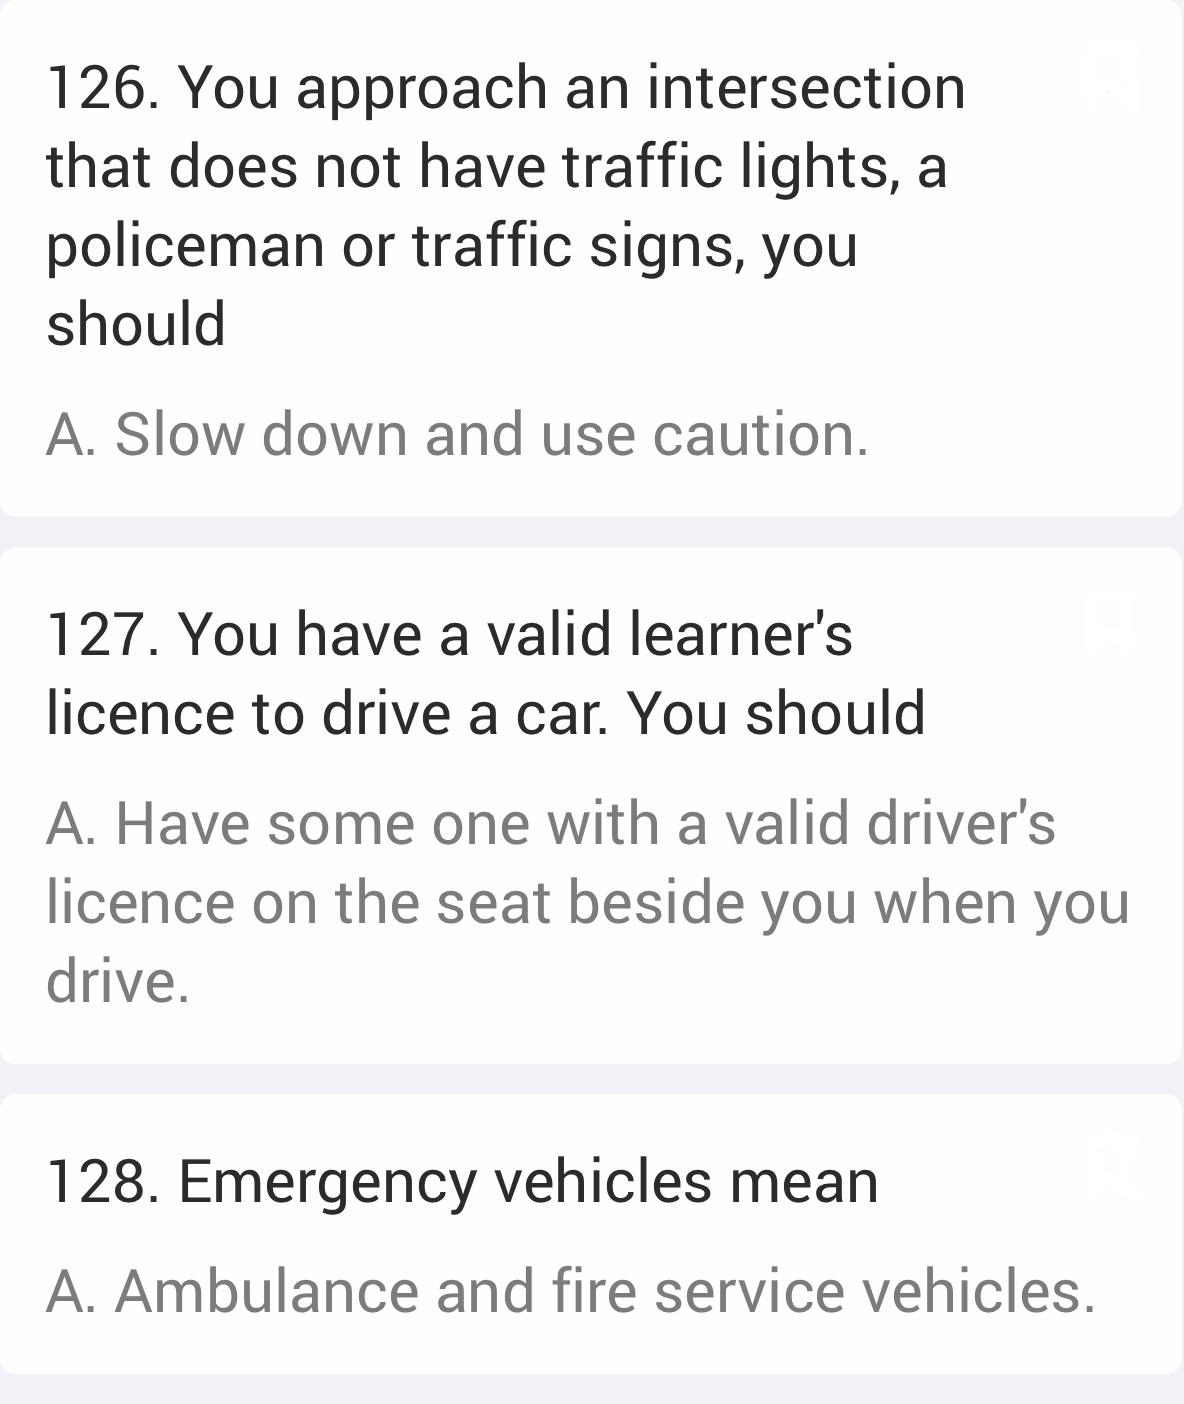 126. You approach an intersection
that does not have traffic lights, a
policeman or traffic signs, you
should
A. Slow down and use caution.
127. You have a valid learner's
licence to drive a car. You should
A. Have some one with a valid driver's
licence on the seat beside you when you
drive.
128. Emergency vehicles mean
A. Ambulance and fire service vehicles.